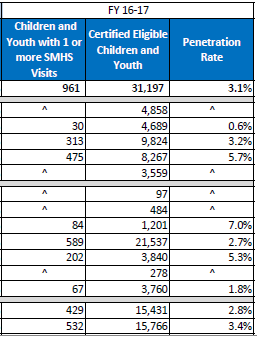 FY 16-17
Children and Youth with 1 or more SMHS Visits Certified Eligible Children and Youth Penetration Rate
961 31,197 3.1%
^ 4,858 ^
30 4,689 0.6%
313 9,824 3.2%
475 8,267 5.7%
^ 3,559 ^
^ 97 ^
^ 484 ^
84 1,201 7.0%
589 21,537 2.7%
202 3,840 5.3%
^ 278 ^
67 3,760 1.8%
429 15,431 2.8%
532 15,766 3.4%